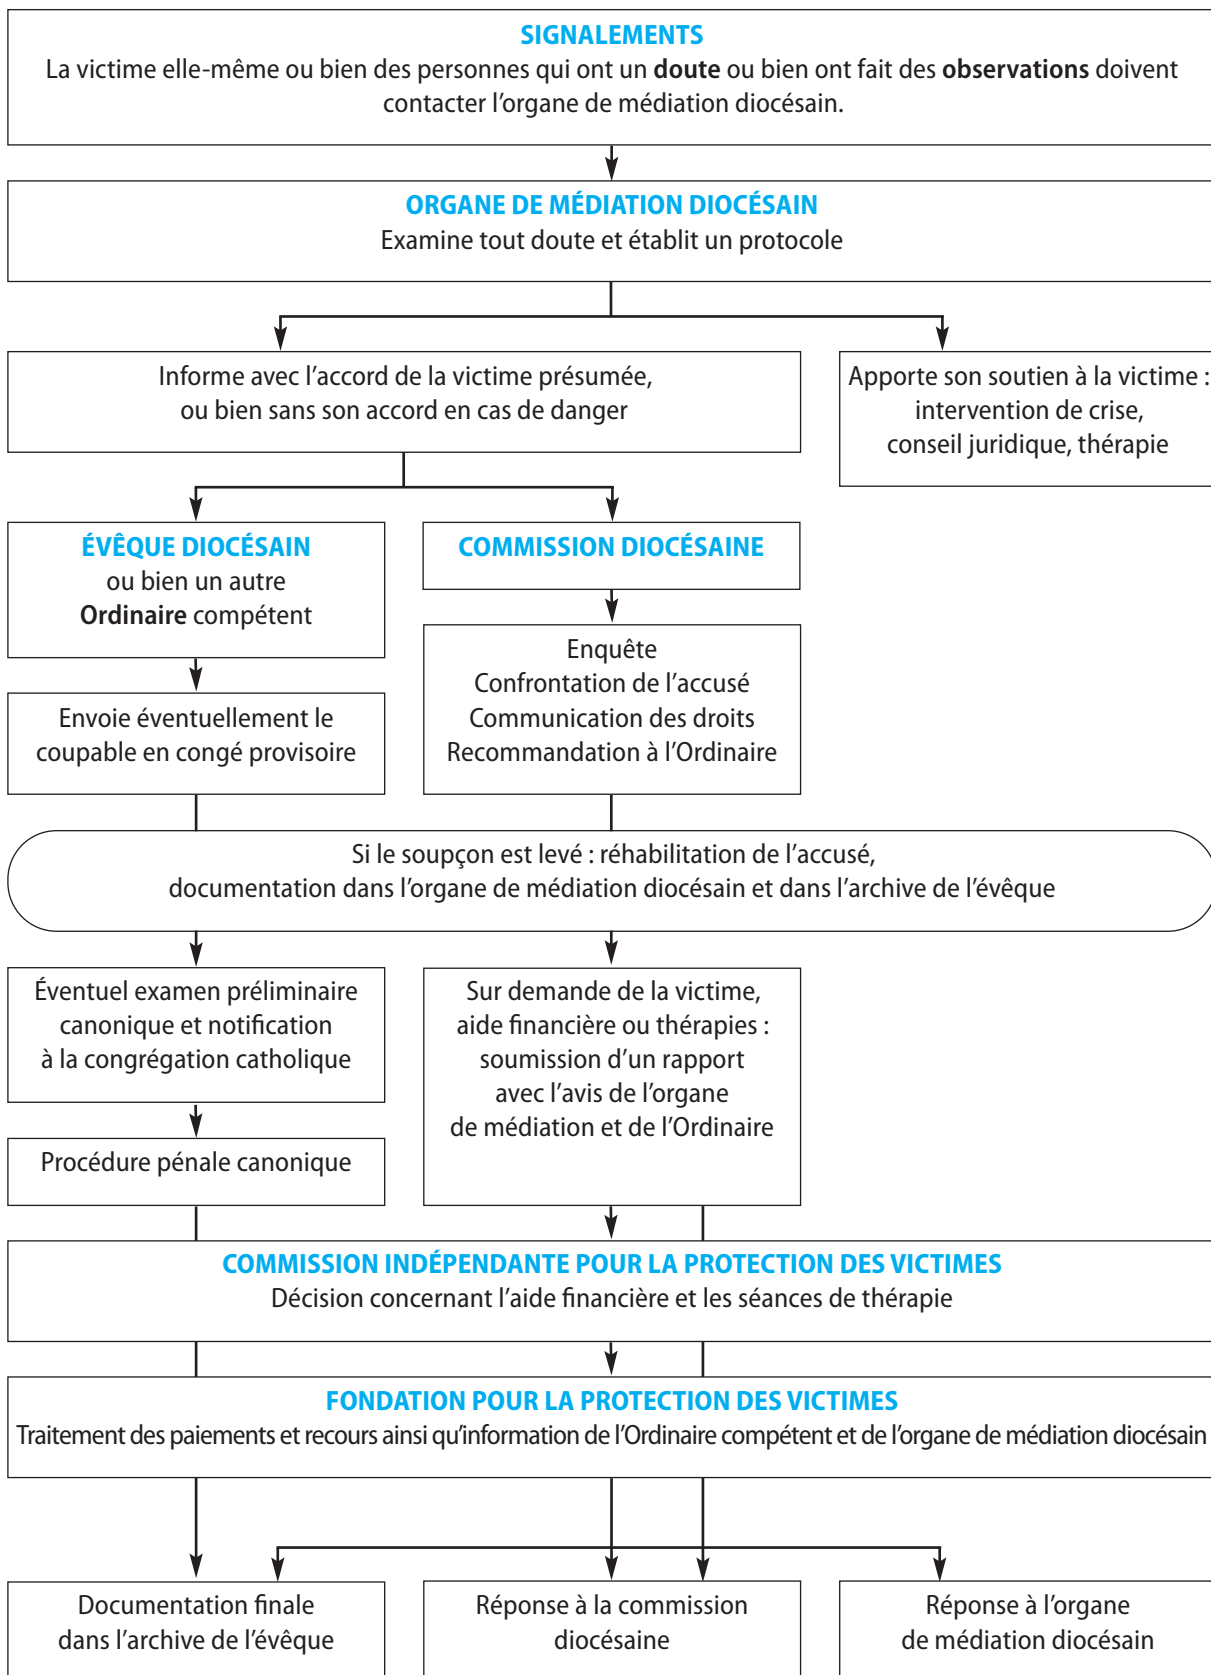 SIGNALEMENTS
La victime elle-même ou bien des personnes qui ont un doute ou bien ont fait des observations doivent
contacter l’organe de médiation diocésain.
ORGANE DE MÉDIATION DIOCÉSAIN
Examine tout doute et établit un protocole
Informe avec l’accord de la victime présumée,
ou bien sans son accord en cas de danger
Apporte son soutien à la victime :
intervention de crise,
conseil juridique, thérapie
ÉVÊQUE DIOCÉSAIN
ou bien un autre
Ordinaire compétent
COMMISSION DIOCÉSAINE
Envoie éventuellement le
coupable en congé provisoire
Enquête
Confrontation de l’accusé
Communication des droits
Recommandation à l’Ordinaire
Si le soupçon est levé : réhabilitation de l’accusé,
documentation dans l’organe de médiation diocésain et dans l’archive de l’évêque
Éventuel examen préliminaire
canonique et notification
à la congrégation catholique
Sur demande de la victime,
aide financière ou thérapies :
soumission d’un rapport
avec l’avis de l’organe
de médiation et de l’Ordinaire
Procédure pénale canonique
COMMISSION INDÉPENDANTE POUR LA PROTECTION DES VICTIMES
Décision concernant l’aide financière et les séances de thérapie
FONDATION POUR LA PROTECTION DES VICTIMES
Traitement des paiements et recours ainsi qu’information de l’Ordinaire compétent et de l’organe de médiation diocésain
Documentation finale
dans l’archive de l’évêque
Réponse à la commission
diocésaine
Réponse à l’organe
de médiation diocésain